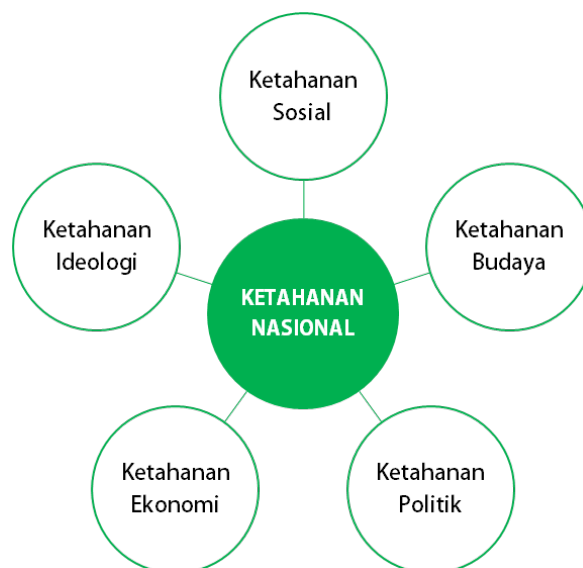 Ketahanan
Sosial
Ketahanan
Ideologi
Ketahanan
Budaya
KETAHANAN
NASIONAL
Ketahanan
Ekonomi
Ketahanan
Politik